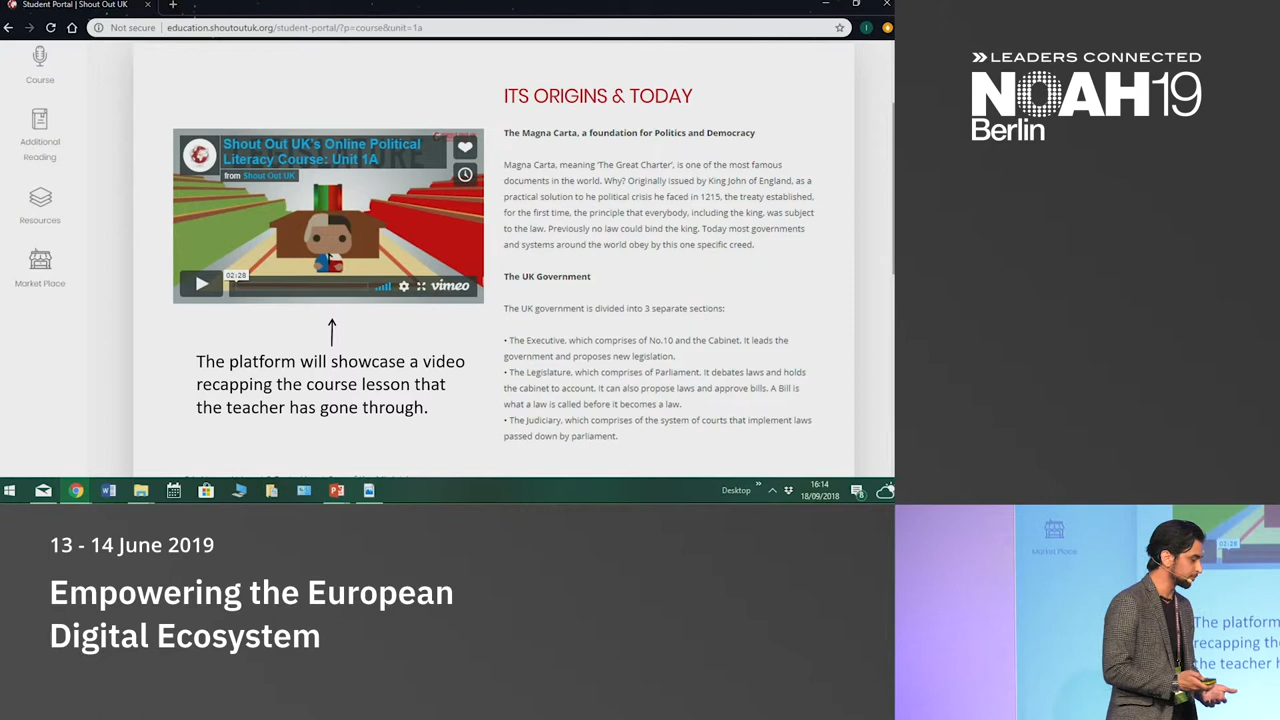 Student Portal | Shout Out UK
Not secure education.shoutoutuk.org/student-portal/?p=course&unit=1a
Course
Additional
Reading
Resources
Market Place
Shout Out UK's Online Political
Literacy Course: Unit 1A
from Shout Out UK
02:28
vimeo
The platform will showcase a video
recapping the course lesson that
the teacher has gone through.
ITS ORIGINS & TODAY
The Magna Carta, a foundation for Politics and Democracy
Magna Carta, meaning ‘The Great Charter’, is one of the most famous
documents in the world. Why? Originally issued by King John of England, as a
practical solution to he political crisis he faced in 1215, the treaty established,
for the first time, the principle that everybody, including the king, was subject
to the law. Previously no law could bind the king. Today most governments
and systems around the world obey by this one specific creed.
The UK Government
The UK government is divided into 3 separate sections:
• The Executive, which comprises of No.10 and the Cabinet. It leads the
government and proposes new legislation.
• The Legislature, which comprises of Parliament. It debates laws and holds
the cabinet to account. It can also propose laws and approve bills. A Bill is
what a law is called before it becomes a law.
• The Judiciary, which comprises of the system of courts that implement laws
passed down by parliament.
Desktop
16:14
18/09/2018
LEADERS CONNECTED
NOAH19
Berlin
13 - 14 June 2019
Empowering the European
Digital Ecosystem
Market Place
02:28
The platform
recapping the
the teacher h